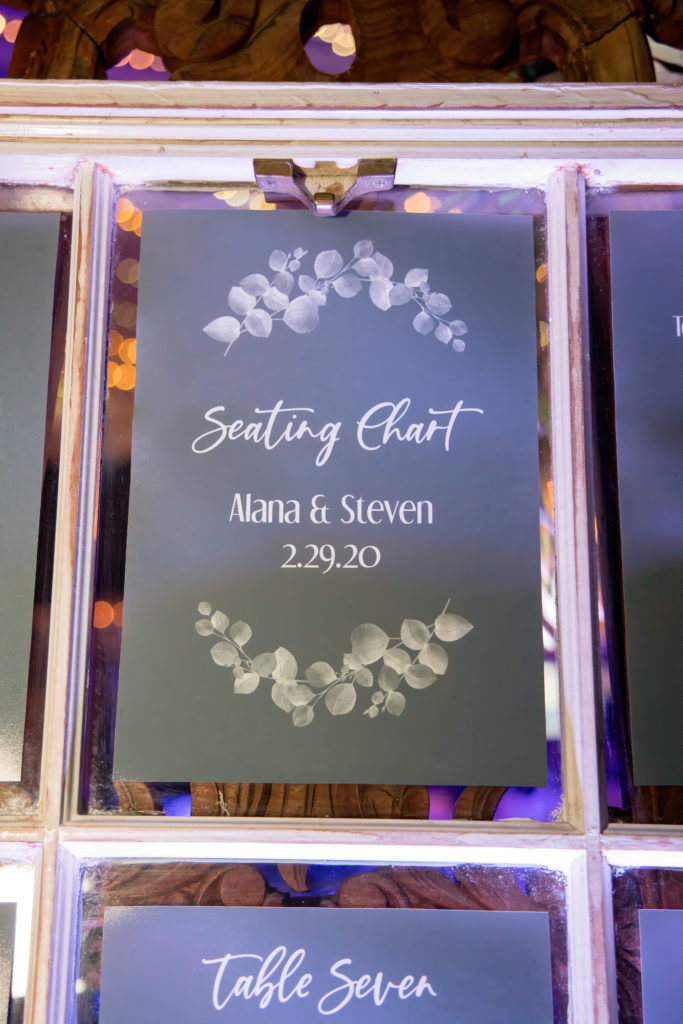 Seating Chart
Alana & Steven
2.29.20
Table Seven